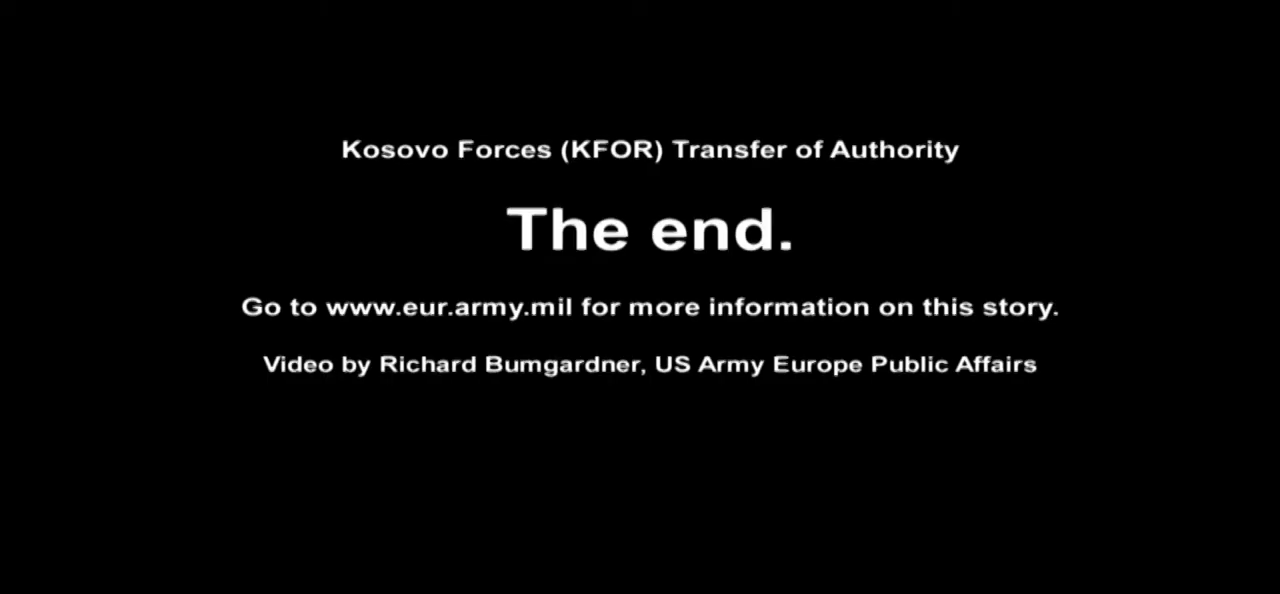 Kosovo Forces (KFOR) Transfer of Authority
The end.
Go to www.eur.army.mil for more information on this story.
Video by Richard Bumgardner, US Army Europe Public Affairs